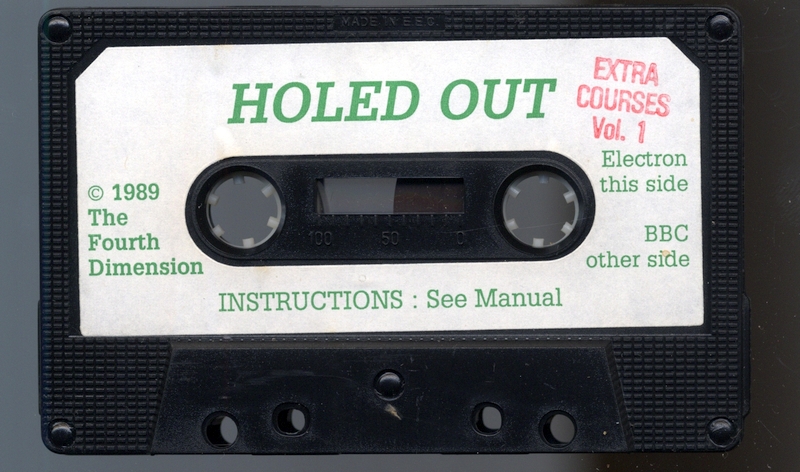 MADE IN E.E.C.
HOLED OUT
EXTRA
COURSES
Vol. 1
Electron
this side
BBC
other side
© 1989
The
Fourth
Dimension
100 50 0
INSTRUCTIONS : See Manual